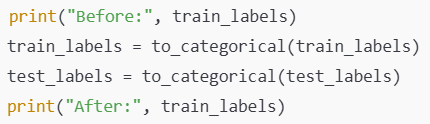 print("Before:", train_labels)
train_labels = to_categorical(train_labels)
test_labels = to_categorical(test_labels)
print("After:", train_labels)